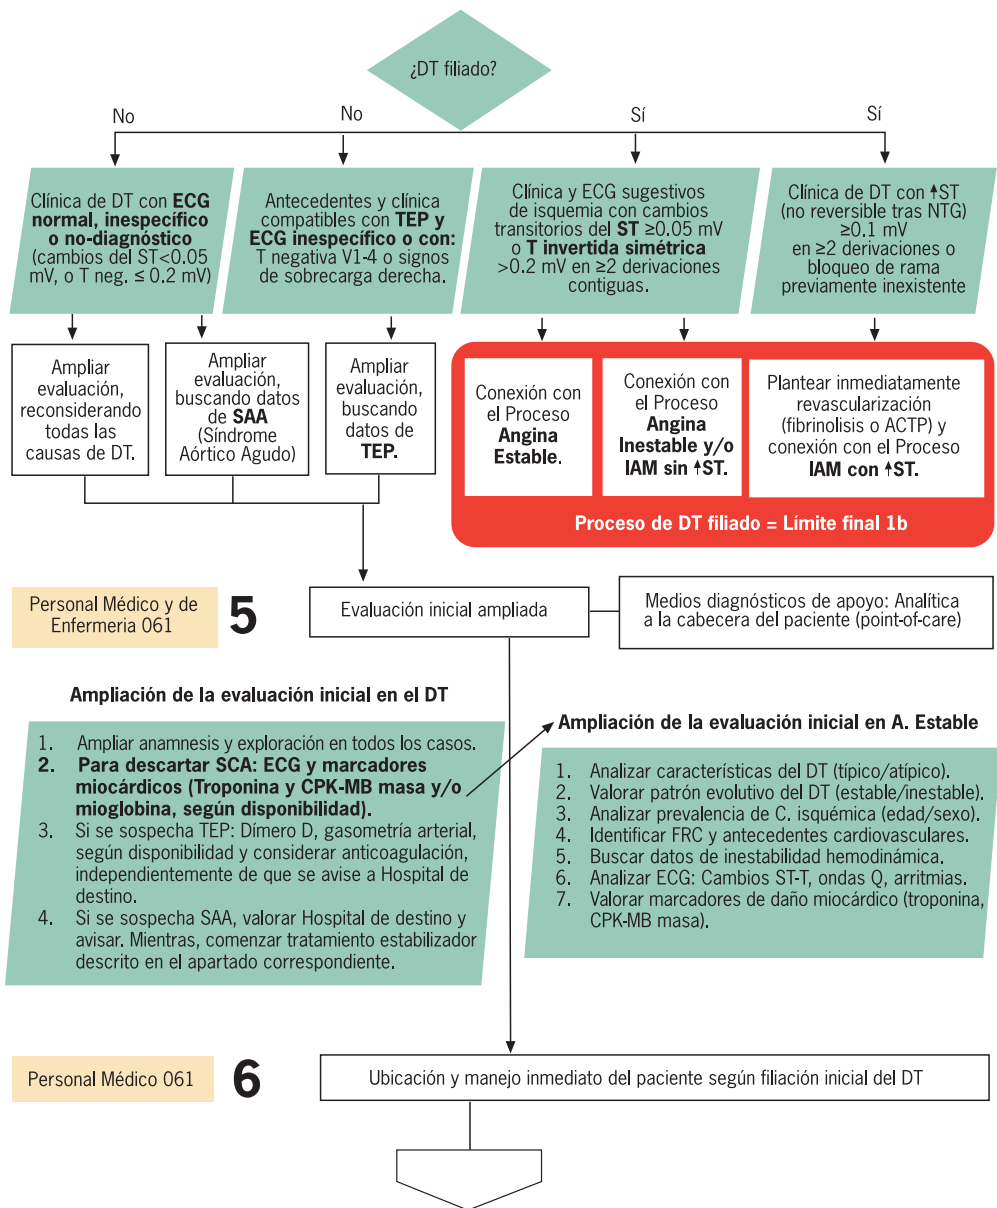 ¿DT filiado?
No
No
Sí
Sí
Clínica de DT con ECG
normal, inespecífico
o no-diagnóstico
(cambios del ST<0.05
mV, o T neg. ≤ 0.2 mV)
Antecedentes y clínica
compatibles con TEP y
ECG inespecífico o con:
T negativa V1-4 o signos
de sobrecarga derecha.
Clínica y ECG sugestivos
de isquemia con cambios
transitorios del ST ≥0.05 mV
o T invertida simétrica
>0.2 mV en ≥2 derivaciones
contiguas.
Clínica de DT con ↑ST
(no reversible tras NTG)
≥0.1 mV
en ≥2 derivaciones o
bloqueo de rama
previamente inexistente
Ampliar
evaluación,
reconsiderando
todas las
causas de DT.
Ampliar
evaluación,
buscando datos
de SAA
(Síndrome
Aórtico Agudo)
Ampliar
evaluación,
buscando
datos de
TEP.
Conexión con
el Proceso
Angina
Estable.
Conexión con
el Proceso
Angina
Inestable y/o
IAM sin ↑ST.
Plantear inmediatamente
revascularización
(fibrinolisis o ACTP) y
conexión con el Proceso
IAM con ↑ST.
Proceso de DT filiado = Límite final 1b
Personal Médico y de
Enfermeria 061
5
Evaluación inicial ampliada
Medios diagnósticos de apoyo: Analítica
a la cabecera del paciente (point-of-care)
Ampliación de la evaluación inicial en el DT
1. Ampliar anamnesis y exploración en todos los casos.
2. Para descartar SCA: ECG y marcadores
miocárdicos (Troponina y CPK-MB masa y/o
mioglobina, según disponibilidad).
3. Si se sospecha TEP: Dímero D, gasometría arterial,
según disponibilidad y considerar anticoagulación,
independientemente de que se avise a Hospital de
destino.
4. Si se sospecha SAA, valorar Hospital de destino y
avisar. Mientras, comenzar tratamiento estabilizador
descrito en el apartado correspondiente.
Ampliación de la evaluación inicial en A. Estable
1. Analizar características del DT (típico/atípico).
2. Valorar patrón evolutivo del DT (estable/inestable).
3. Analizar prevalencia de C. isquémica (edad/sexo).
4. Identificar FRC y antecedentes cardiovasculares.
5. Buscar datos de inestabilidad hemodinámica.
6. Analizar ECG: Cambios ST-T, ondas Q, arritmias.
7. Valorar marcadores de daño miocárdico (troponina,
CPK-MB masa).
Personal Médico 061
6
Ubicación y manejo inmediato del paciente según filiación inicial del DT